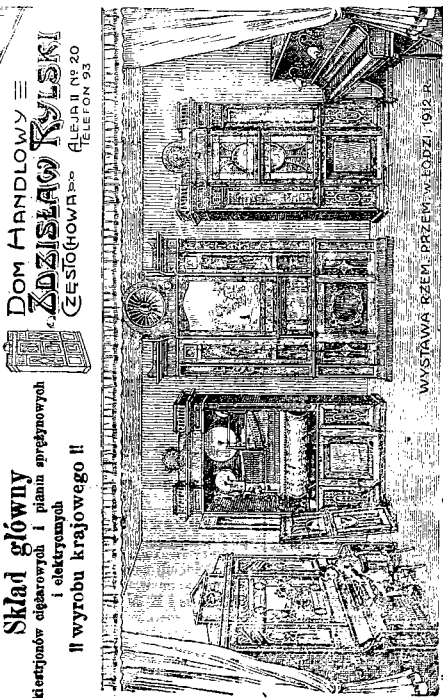 Skład główny
kiestrjonów ciężarowych i pianin sprężynowych
i elektrycznych
!! wyrobu krajowego !!
DOM HANDLOWY
ZDZISŁAW RYLSKI
CZĘSTOCHOWA ALEJA II Nº 20
TELEFON 93
WYSTAWA RZEM. PRZEM. w ŁODZI. 1912 R.